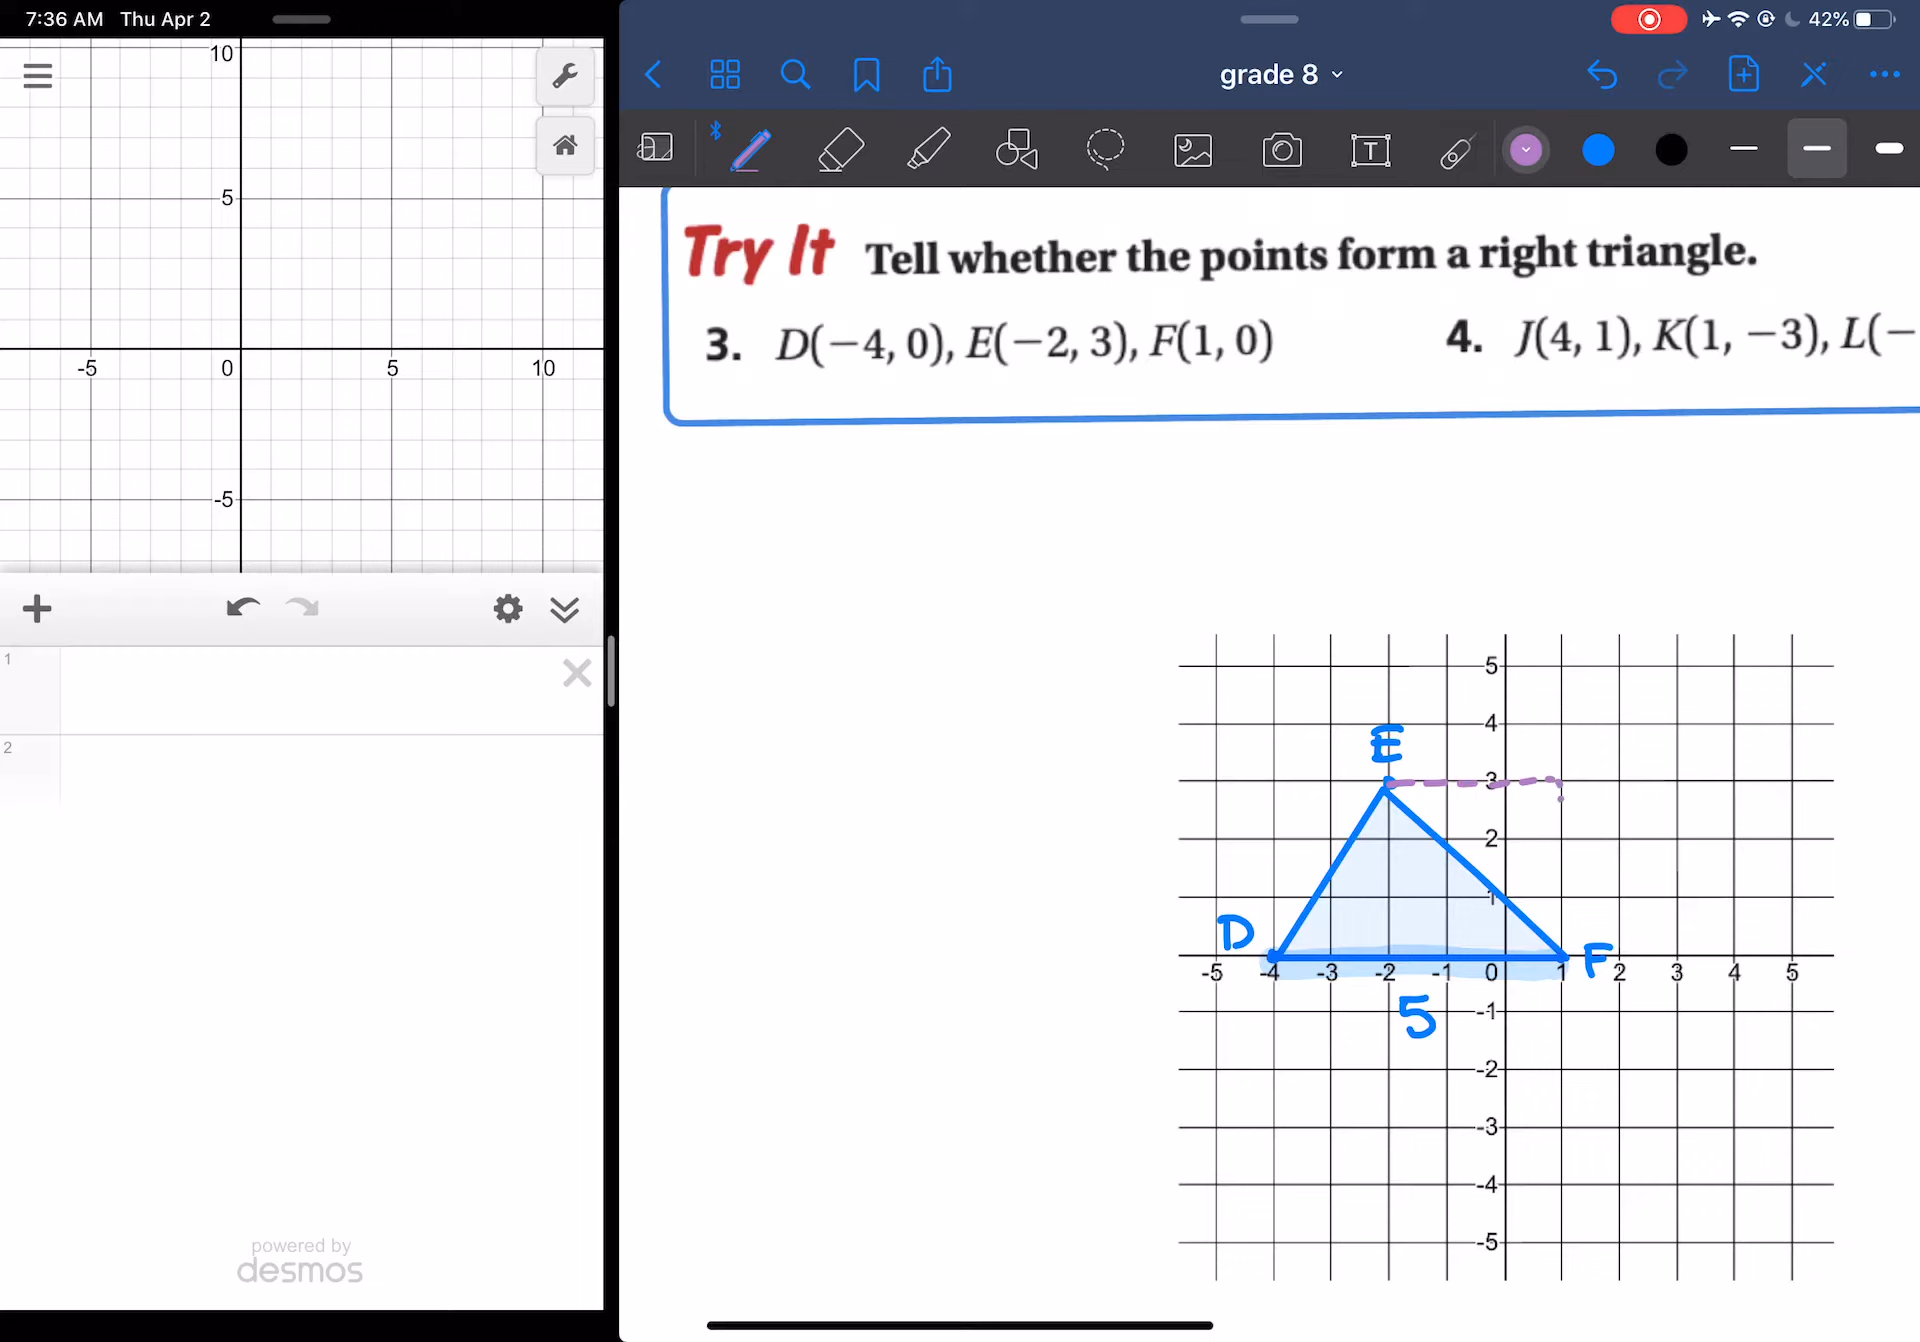 7:36 AM Thu Apr 2
42%
grade 8
10
5
-5 0 5 10
-5
1
2
powered by
desmos
Try It Tell whether the points form a right triangle.
3. D(−4, 0), E(−2, 3), F(1, 0)
4. J(4, 1), K(1, −3), L(−
5
4
E
3
2
1
D
F
-5 -4 -3 -2 -1 0 1 2 3 4 5
5
-1
-2
-3
-4
-5